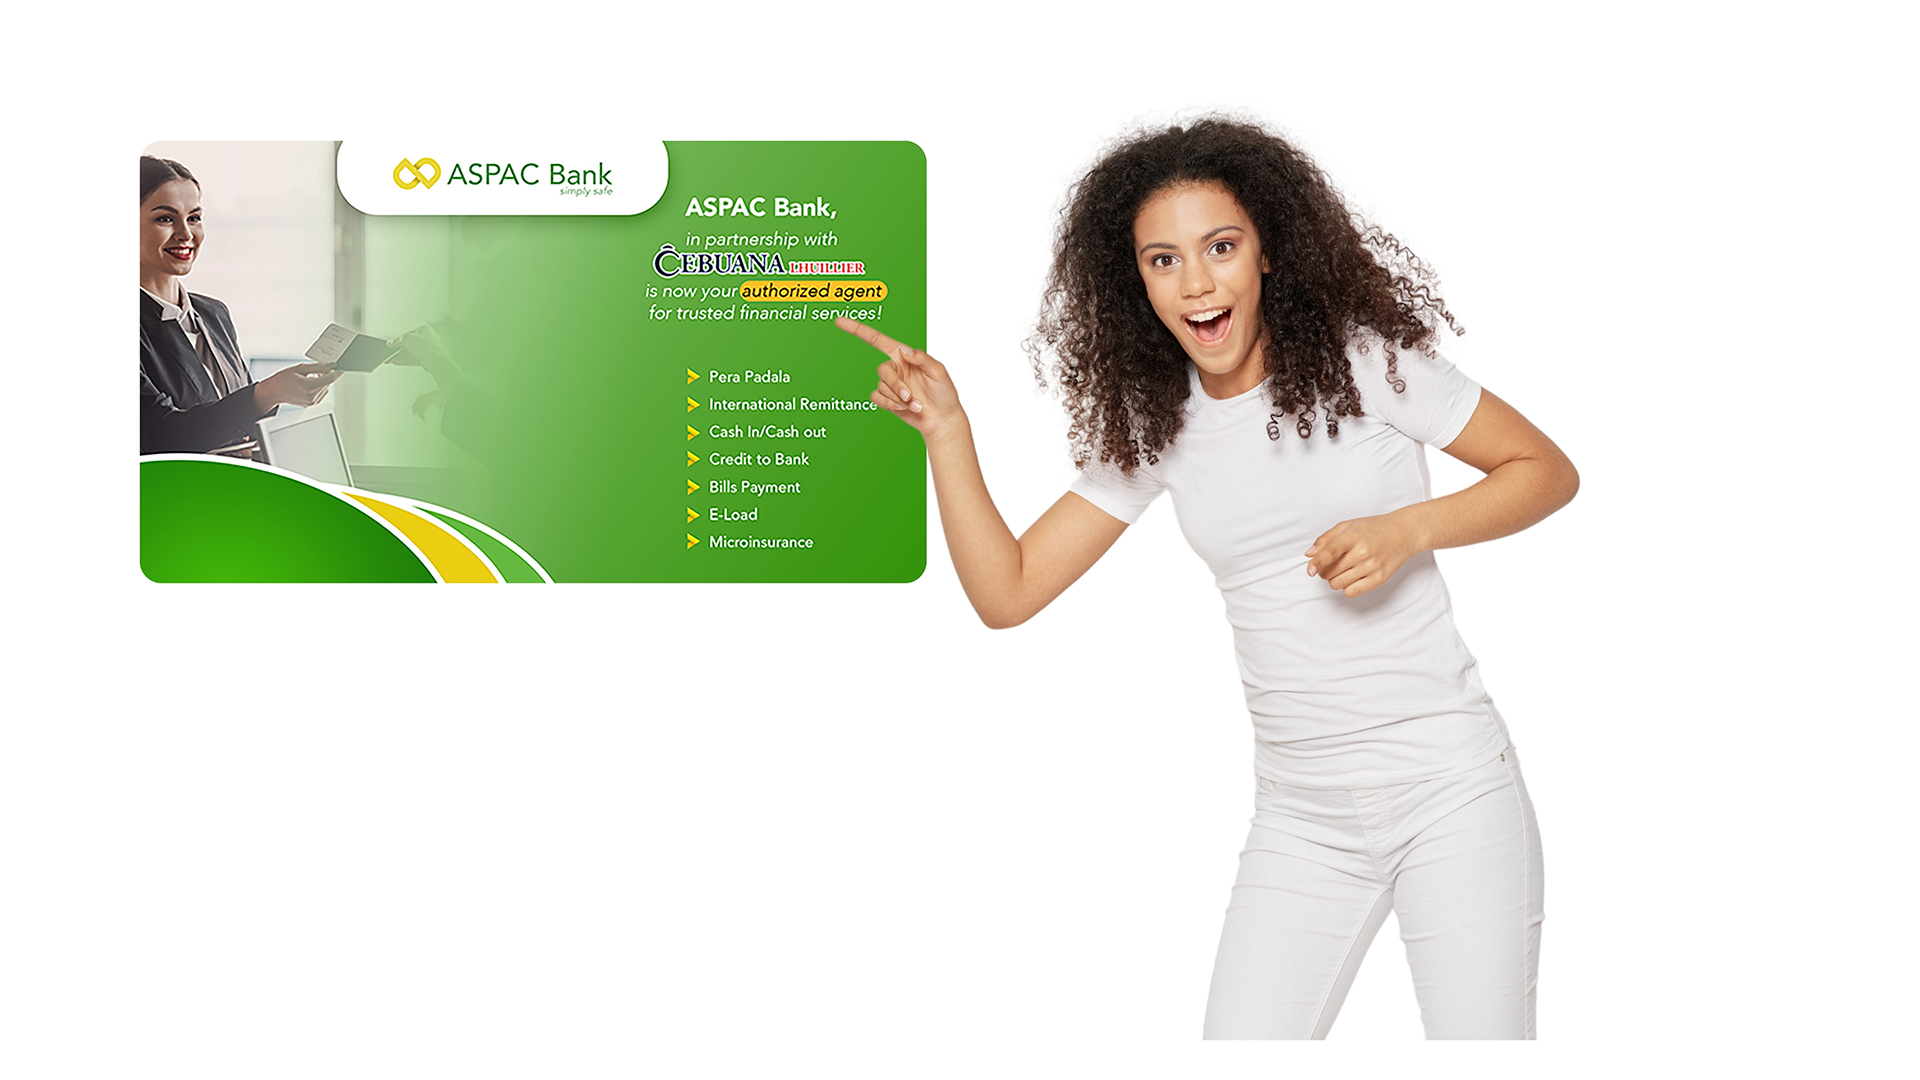 ASPAC Bank
simply safe
ASPAC Bank,
in partnership with
CEBUANA LHUILLIER
is now your authorized agent
for trusted financial services!
Pera Padala
International Remittance
Cash In/Cash out
Credit to Bank
Bills Payment
E-Load
Microinsurance